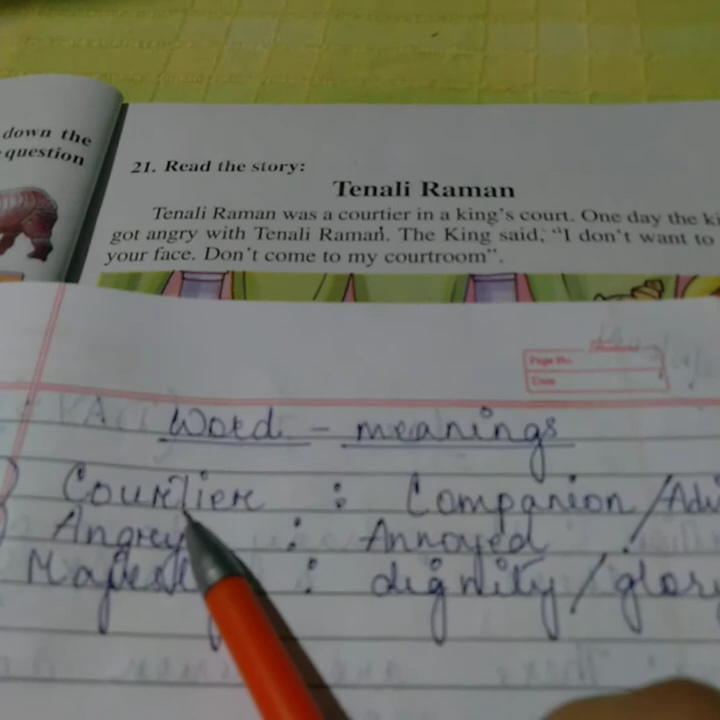 down the
question
21. Read the story:
Tenali Raman
Tenali Raman was a courtier in a king's court. One day the ki
got angry with Tenali Raman. The King said, "I don't want to
your face. Don't come to my courtroom".
Page No.
Date
Word - meanings
Courtier : Companion / Adv
Angry : Annoyed
: dignity / glory